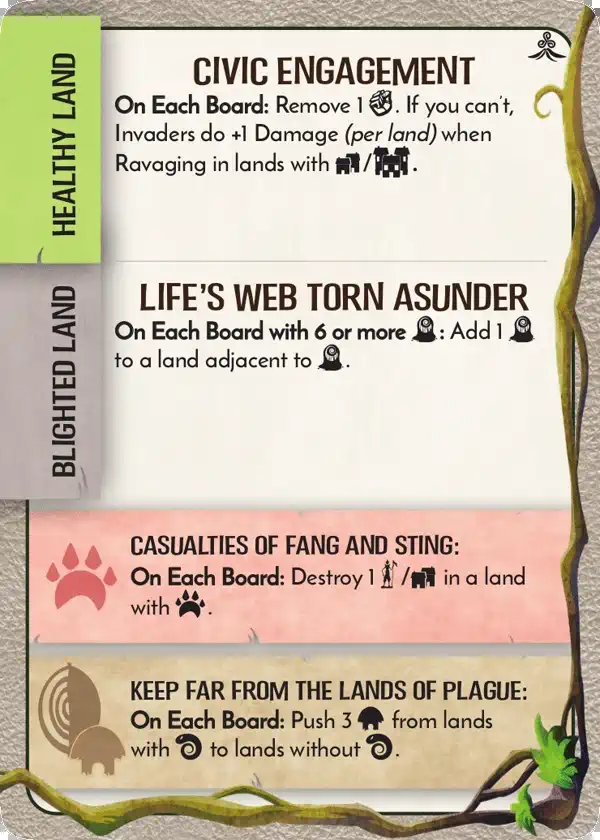 HEALTHY LAND
CIVIC ENGAGEMENT
On Each Board: Remove 1 . If you can't,
Invaders do +1 Damage (per land) when
Ravaging in lands with / .
BLIGHTED LAND
LIFE'S WEB TORN ASUNDER
On Each Board with 6 or more : Add 1
to a land adjacent to .
CASUALTIES OF FANG AND STING:
On Each Board: Destroy 1 / in a land
with .
KEEP FAR FROM THE LANDS OF PLAGUE:
On Each Board: Push 3 from lands
with to lands without .